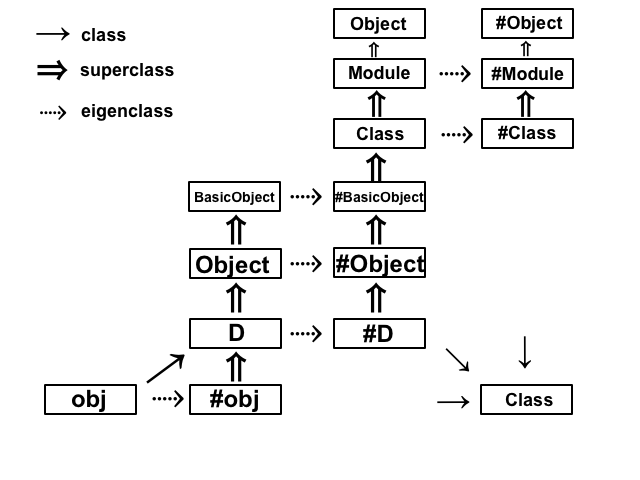 class
superclass
eigenclass
Object
#Object
Module
#Module
Class
#Class
BasicObject
#BasicObject
Object
#Object
D
#D
obj
#obj
Class